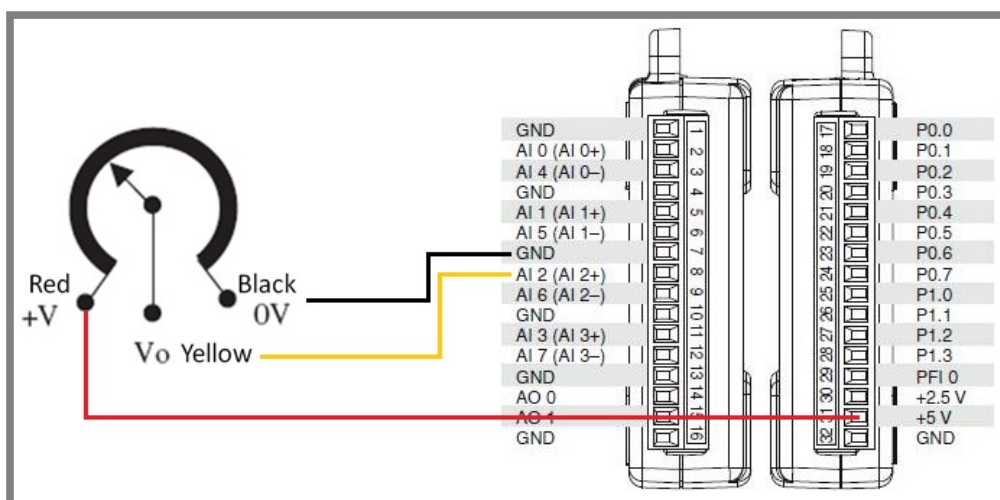 Red
+V
Vo Yellow
Black
0V
GND
AI 0 (AI 0+)
AI 4 (AI 0–)
GND
AI 1 (AI 1+)
AI 5 (AI 1–)
GND
AI 2 (AI 2+)
AI 6 (AI 2–)
GND
AI 3 (AI 3+)
AI 7 (AI 3–)
GND
AO 0
AO 1
GND
1
2
3
4
5
6
7
8
9
10
11
12
13
14
15
16
17
18
19
20
21
22
23
24
25
26
27
28
29
30
31
32
P0.0
P0.1
P0.2
P0.3
P0.4
P0.5
P0.6
P0.7
P1.0
P1.1
P1.2
P1.3
PFI 0
+2.5 V
+5 V
GND